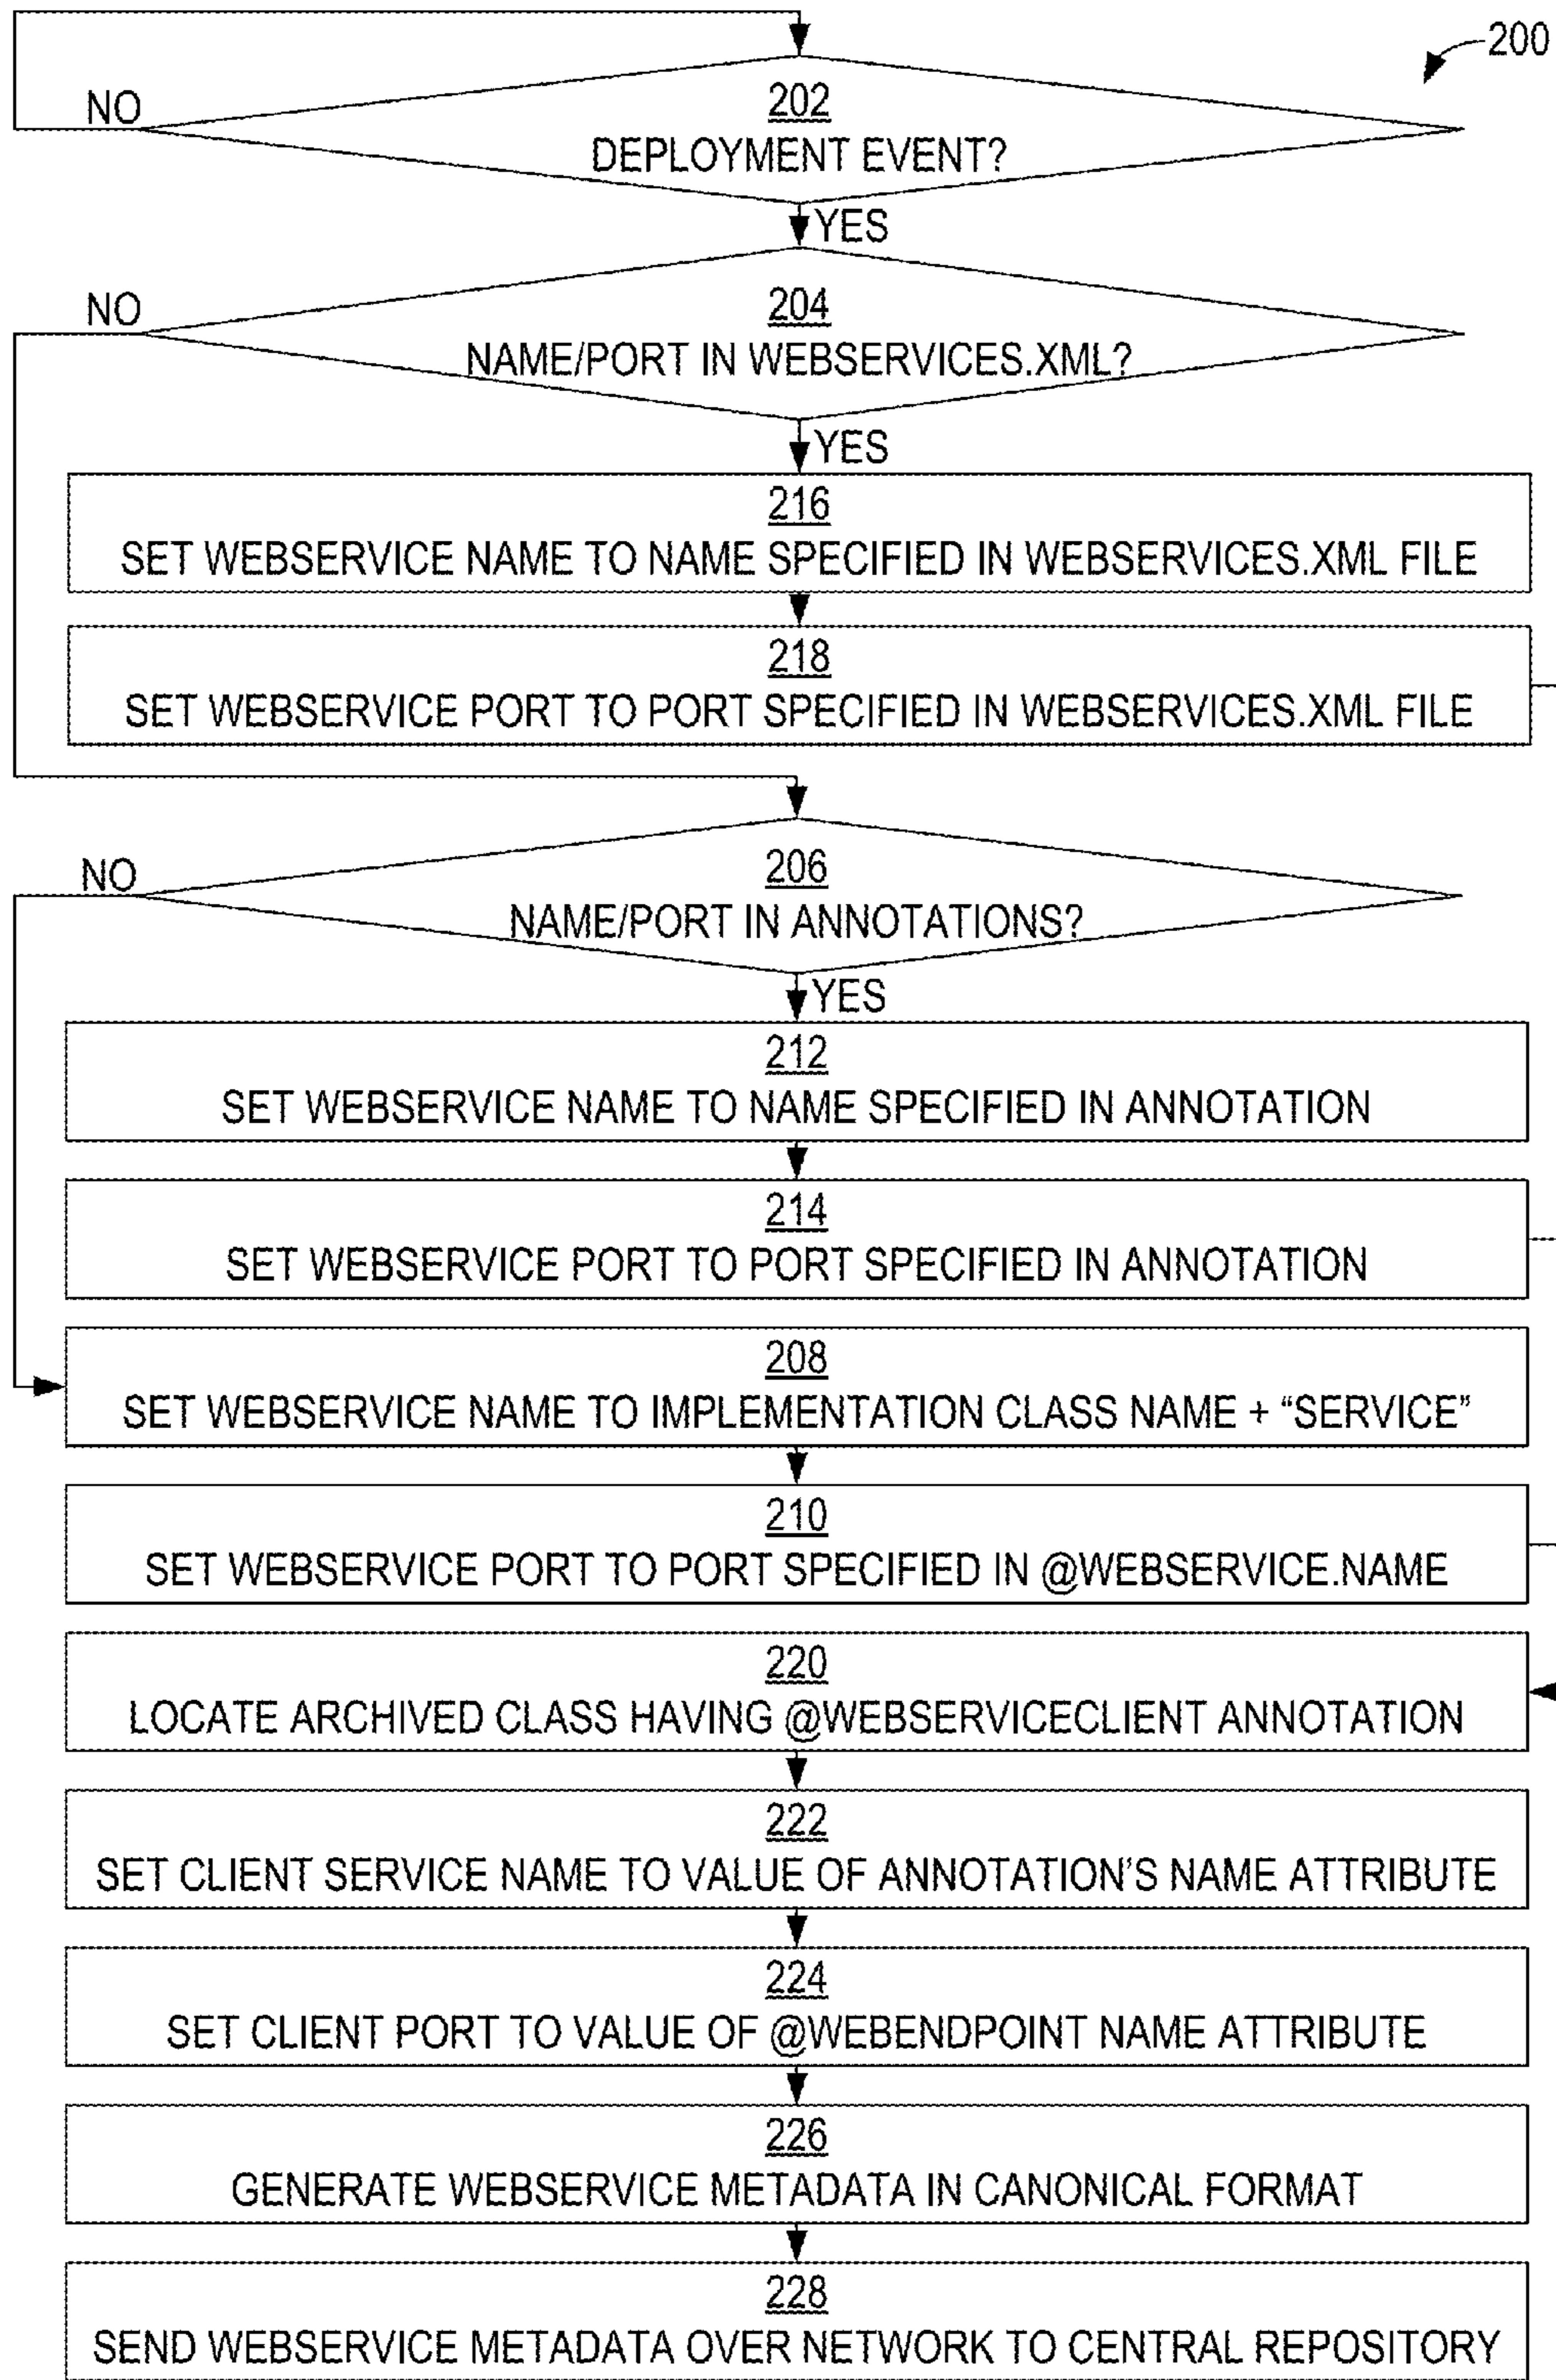 200
NO
202
DEPLOYMENT EVENT?
YES
NO
204
NAME/PORT IN WEBSERVICES.XML?
YES
216
SET WEBSERVICE NAME TO NAME SPECIFIED IN WEBSERVICES.XML FILE
218
SET WEBSERVICE PORT TO PORT SPECIFIED IN WEBSERVICES.XML FILE
NO
206
NAME/PORT IN ANNOTATIONS?
YES
212
SET WEBSERVICE NAME TO NAME SPECIFIED IN ANNOTATION
214
SET WEBSERVICE PORT TO PORT SPECIFIED IN ANNOTATION
208
SET WEBSERVICE NAME TO IMPLEMENTATION CLASS NAME + “SERVICE”
210
SET WEBSERVICE PORT TO PORT SPECIFIED IN @WEBSERVICE.NAME
220
LOCATE ARCHIVED CLASS HAVING @WEBSERVICECLIENT ANNOTATION
222
SET CLIENT SERVICE NAME TO VALUE OF ANNOTATION’S NAME ATTRIBUTE
224
SET CLIENT PORT TO VALUE OF @WEBENDPOINT NAME ATTRIBUTE
226
GENERATE WEBSERVICE METADATA IN CANONICAL FORMAT
228
SEND WEBSERVICE METADATA OVER NETWORK TO CENTRAL REPOSITORY